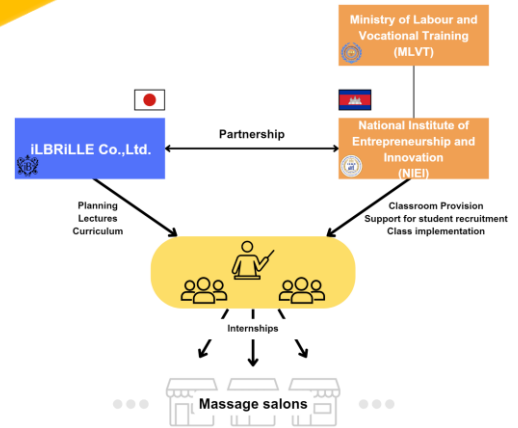 Ministry of Labour and
Vocational Training
(MLVT)
iLBRiLLE Co.,Ltd.
Partnership
National Institute of
Entrepreneurship and
Innovation
(NIEI)
Planning
Lectures
Curriculum
Classroom Provision
Support for student recruitment
Class implementation
Internships
Massage salons